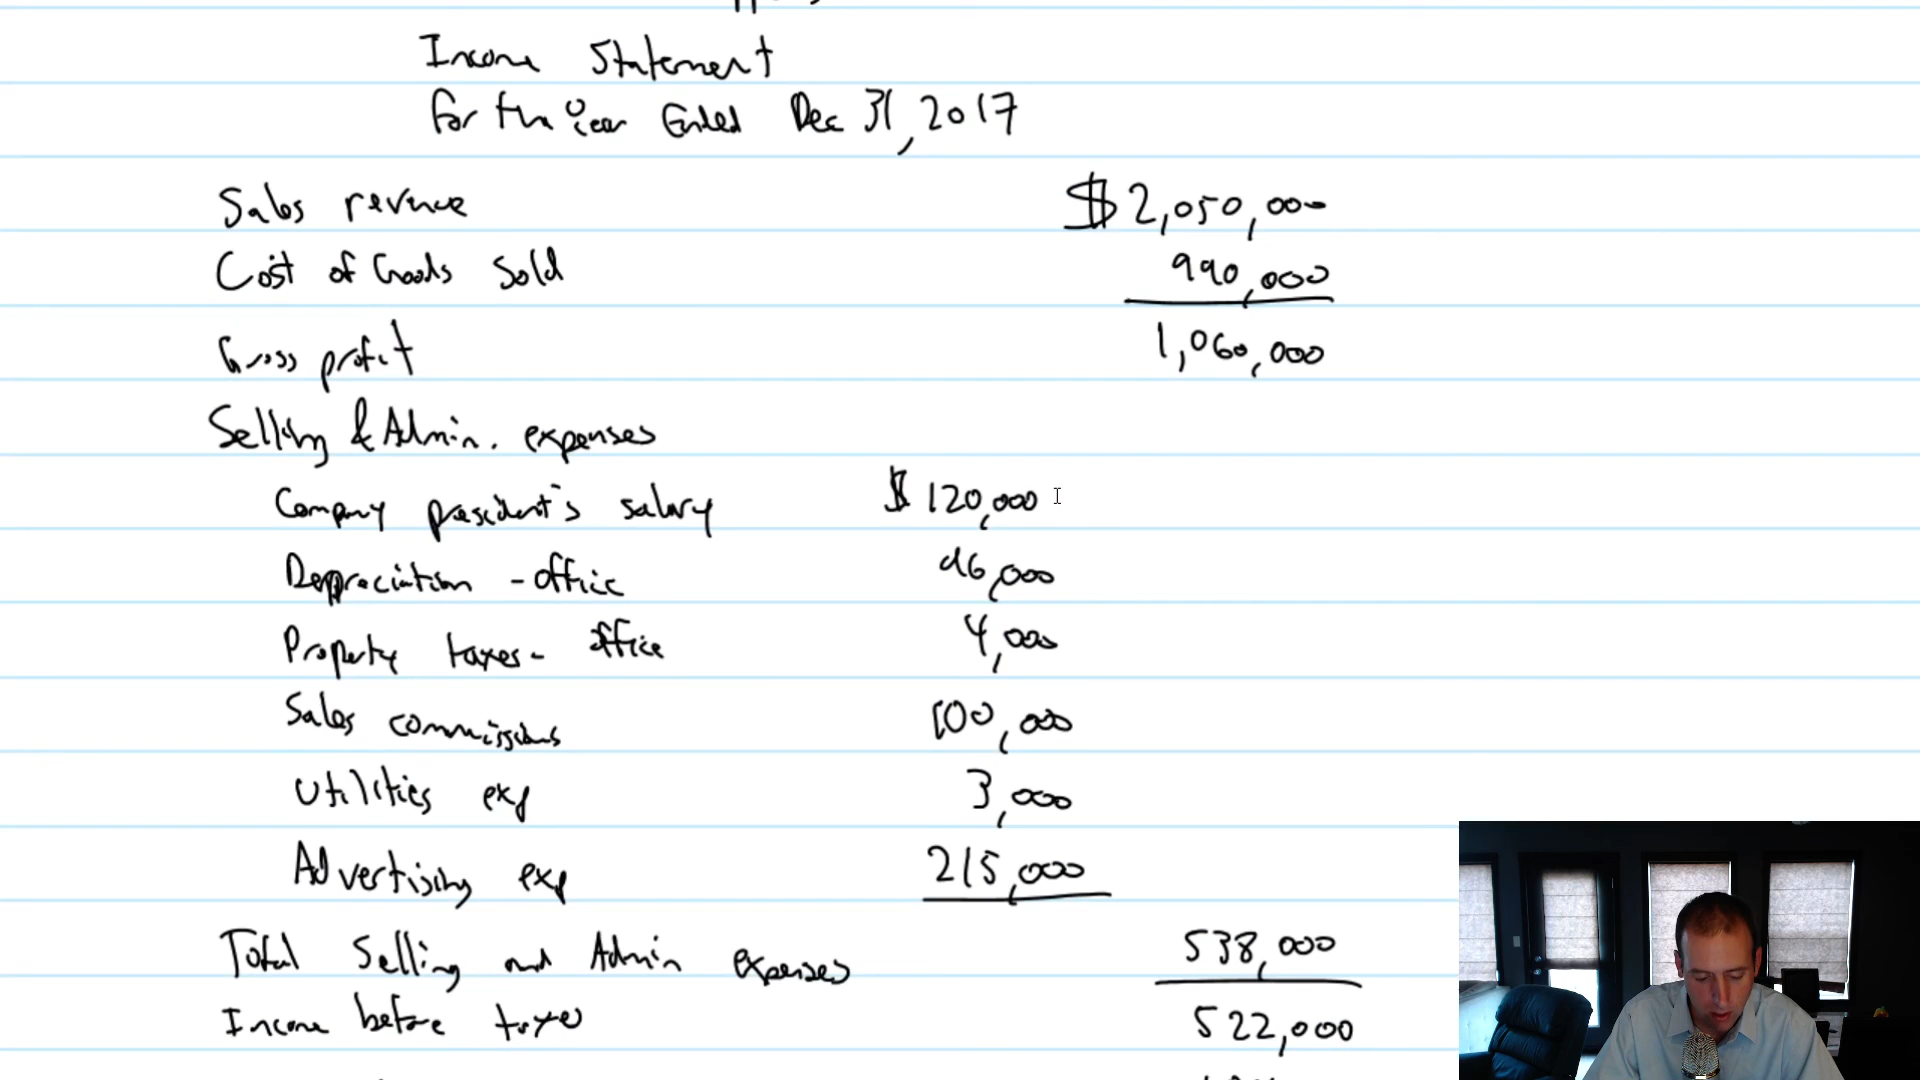 Income Statement
For the Year Ended Dec 31, 2017
Sales revenue $2,050,000
Cost of Goods Sold 990,000
Gross profit 1,060,000
Selling & Admin. expenses
Company president's salary $120,000
Depreciation - office 96,000
Property taxes - office 4,000
Sales commissions 100,000
Utilities exp 3,000
Advertising exp 215,000
Total Selling and Admin expenses 538,000
Income before taxes 522,000